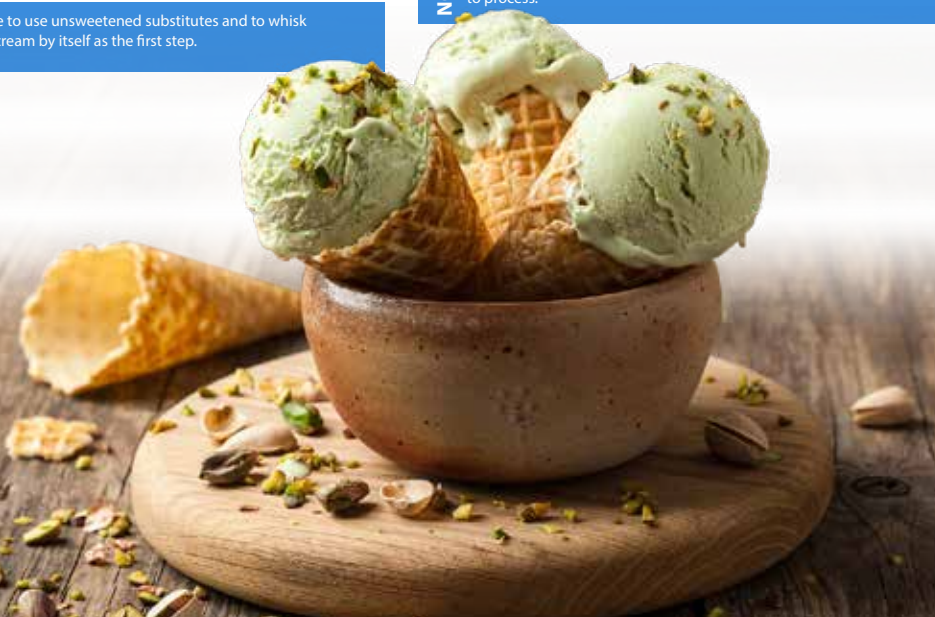 e to use unsweetened substitutes and to whisk
ream by itself as the first step.
to process.
N